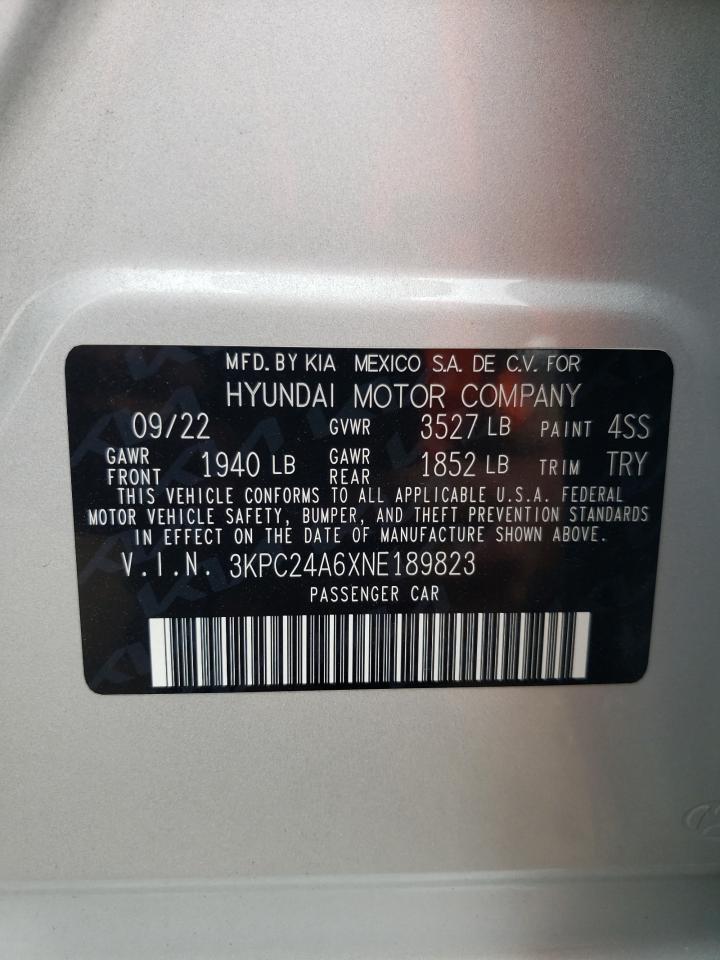 MFD. BY KIA MEXICO S.A. DE C.V. FOR
HYUNDAI MOTOR COMPANY
09/22 GVWR 3527 LB PAINT 4SS
GAWR FRONT 1940 LB GAWR REAR 1852 LB TRIM TRY
THIS VEHICLE CONFORMS TO ALL APPLICABLE U.S.A. FEDERAL
MOTOR VEHICLE SAFETY, BUMPER, AND THEFT PREVENTION STANDARDS
IN EFFECT ON THE DATE OF MANUFACTURE SHOWN ABOVE.
V.I.N. 3KPC24A6XNE189823
PASSENGER CAR